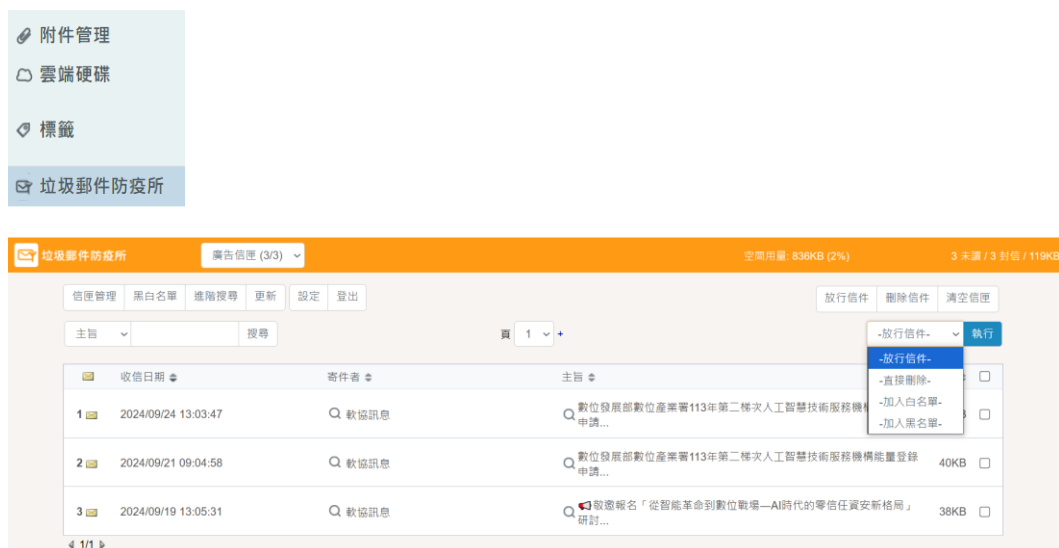 附件管理
雲端硬碟
標籤
垃圾郵件防疫所
垃圾郵件防疫所 廣告信匣 (3/3) 空間用量: 836KB (2%) 3 未讀 / 3 封信 / 119KB
信匣管理 黑白名單 進階搜尋 更新 設定 登出 放行信件 刪除信件 清空信匣
主旨 搜尋 頁 1 + -放行信件- 執行
-放行信件-
-直接刪除-
-加入白名單-
-加入黑名單-
收信日期 寄件者 主旨
1 2024/09/24 13:03:47 軟協訊息 數位發展部數位產業署113年第二梯次人工智慧技術服務機
申請...
2 2024/09/21 09:04:58 軟協訊息 數位發展部數位產業署113年第二梯次人工智慧技術服務機構能量登錄 40KB
申請...
3 2024/09/19 13:05:31 軟協訊息 📢敬邀報名「從智能革命到數位戰場—AI時代的零信任資安新格局」 38KB
研討...
1/1